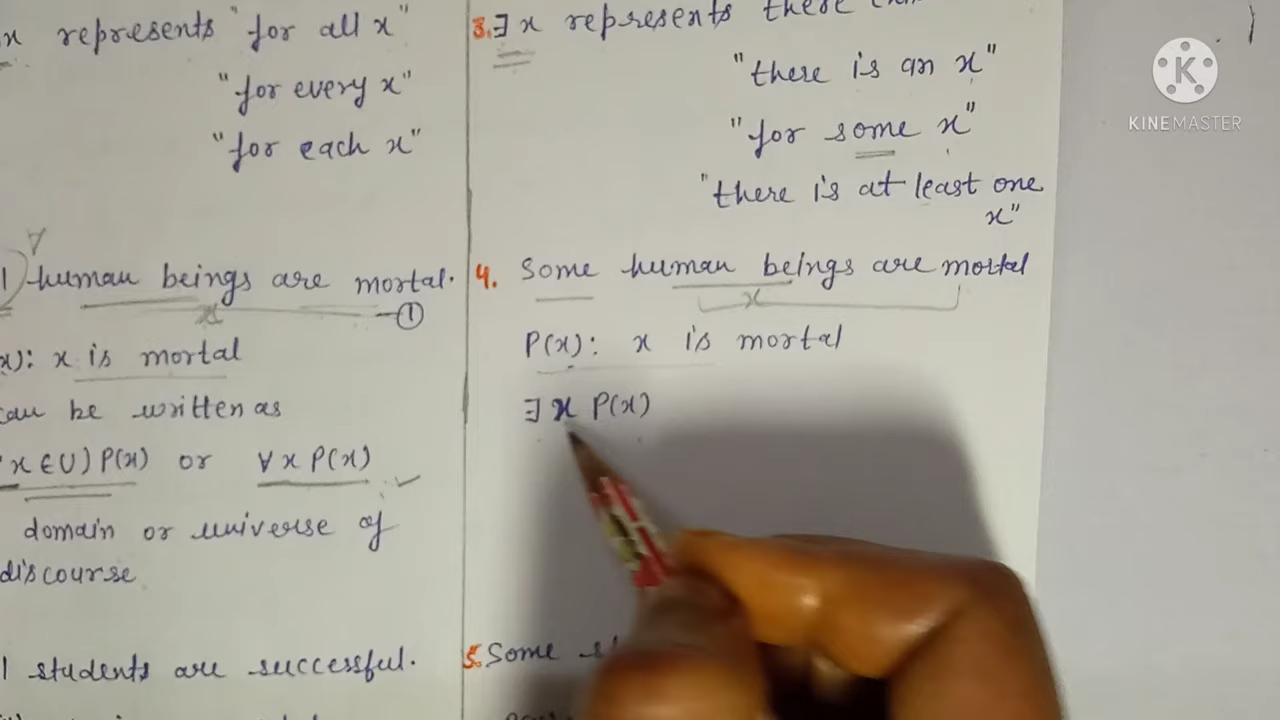 x represents "for all x"
"for every x"
"for each x"
∀
l human beings are mortal.
x
①
x): x is mortal
can be written as
x ∈ U) P(x) or ∀ x P(x)
domain or universe of
discourse
l students are successful.
3. ∃ x represents there
"there is an x"
"for some x"
"there is at least one
x"
4. Some human beings are mortal
x
P(x): x is mortal
∃ x P(x)
5. Some
KINEMASTER